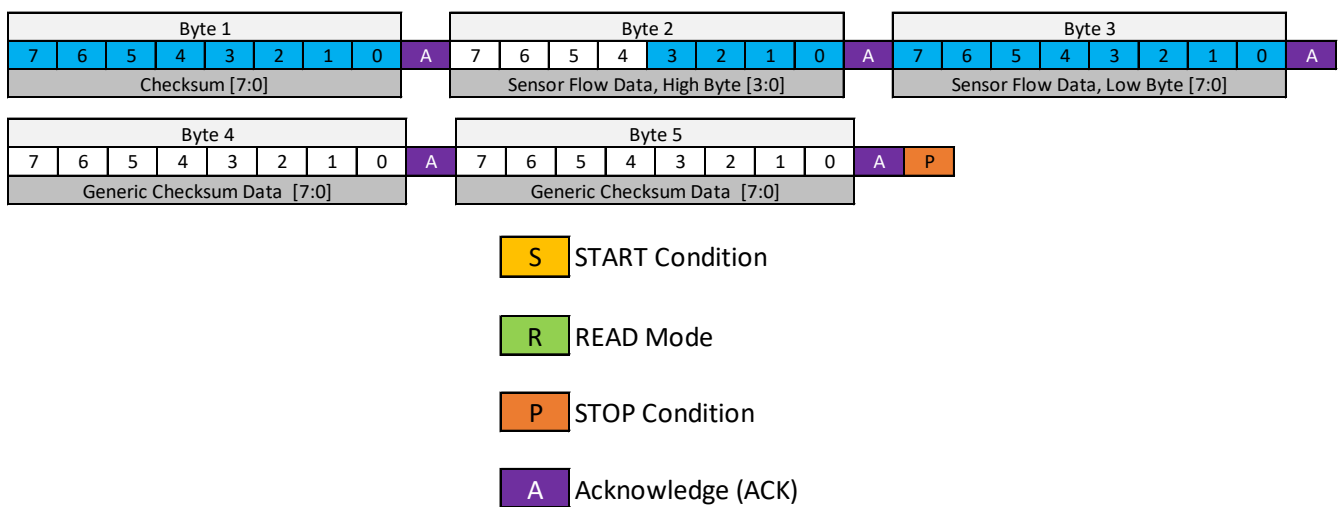 Byte 1 Byte 2 Byte 3
7 6 5 4 3 2 1 0 A 7 6 5 4 3 2 1 0 A 7 6 5 4 3 2 1 0 A
Checksum [7:0] Sensor Flow Data, High Byte [3:0] Sensor Flow Data, Low Byte [7:0]
Byte 4 Byte 5
7 6 5 4 3 2 1 0 A 7 6 5 4 3 2 1 0 A P
Generic Checksum Data [7:0] Generic Checksum Data [7:0]
S START Condition
R READ Mode
P STOP Condition
A Acknowledge (ACK)